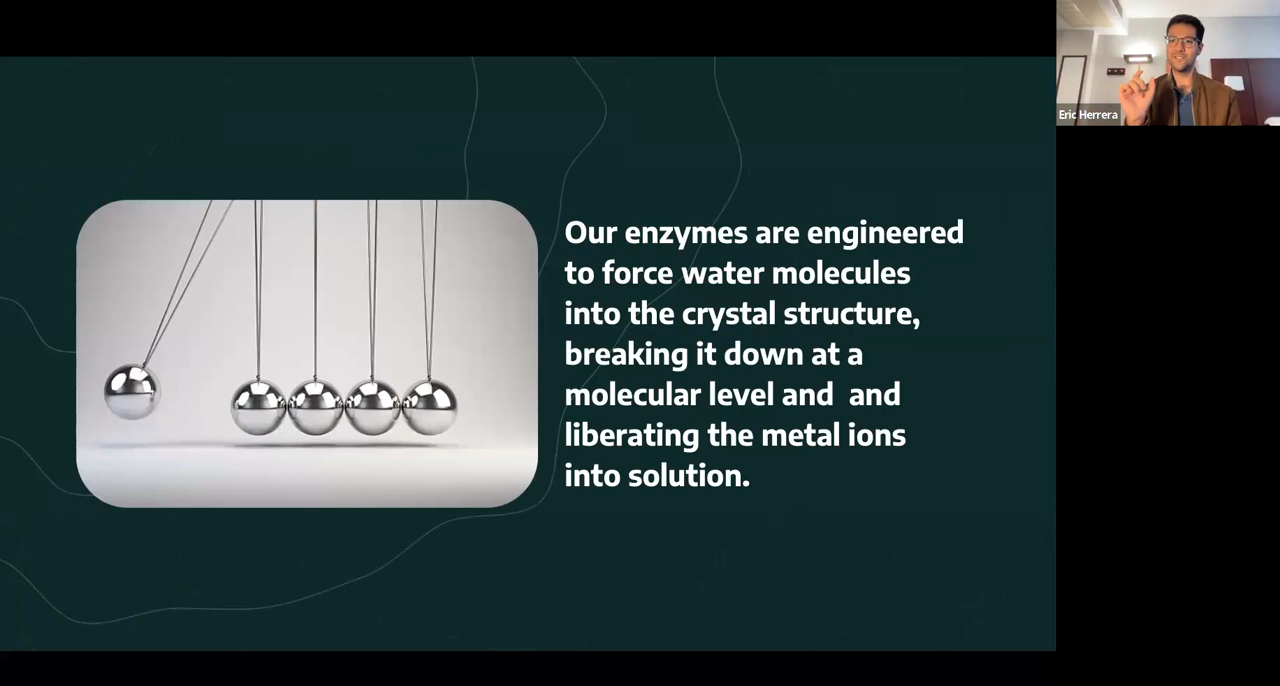 Our enzymes are engineered
to force water molecules
into the crystal structure,
breaking it down at a
molecular level and  and
liberating the metal ions
into solution.
Eric Herrera